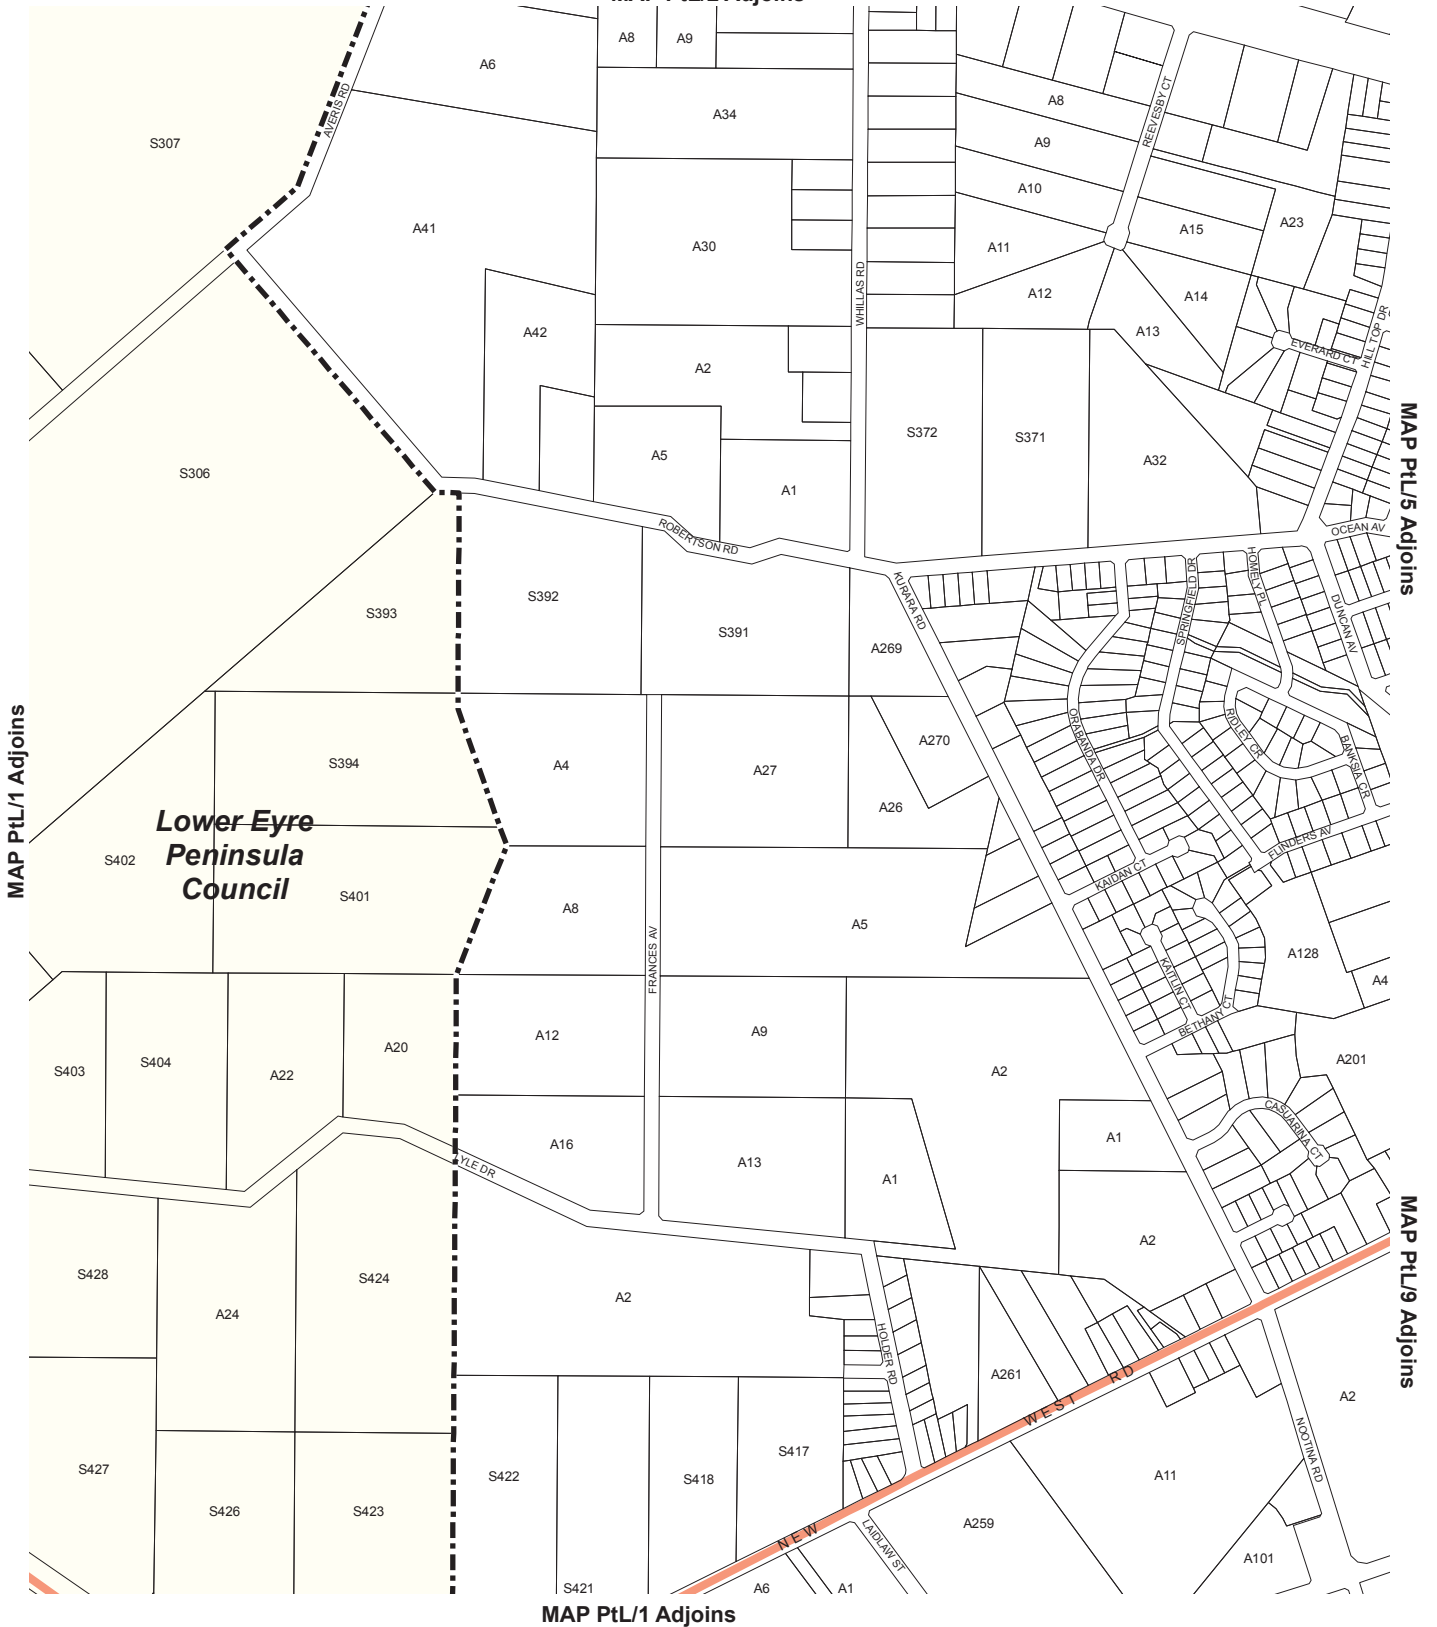 A8
A9
A6
A8
A34
S307
AVERIS RD
REEVESBY CT
A9
A10
A41
A30
A11
A15
A23
A12
A14
WHILLAS RD
A42
A13
HILL TOP DR
EVERARD CT
A2
S372
S371
A32
A5
S306
A1
MAP PtL/5 Adjoins
ROBERTSON RD
OCEAN AV
KURARA RD
SPRINGFIELD DR
HOMELY PL
DUNCAN AV
S392
S393
S391
A269
MAP PtL/1 Adjoins
ORABANDA DR
RIDLEY CR
BANKSIA CR
A270
A4
A27
S394
A26
Lower Eyre
Peninsula
Council
S402
S401
FLINDERS AV
KAIDAN CT
A8
A5
FRANCES AV
A128
A4
KAITLIN CT
BETHANY CT
A12
A9
A20
S403
S404
A22
A2
A201
CASUARINA CT
A16
A13
A1
A1
YLE DR
A2
MAP PtL/9 Adjoins
S428
S424
A24
A2
HOLDER RD
A261
NEW WEST RD
A2
NOOTINA RD
S427
S422
S418
S417
A11
S426
S423
A259
LAIDLAW ST
A101
S421
A6
A1
MAP PtL/1 Adjoins